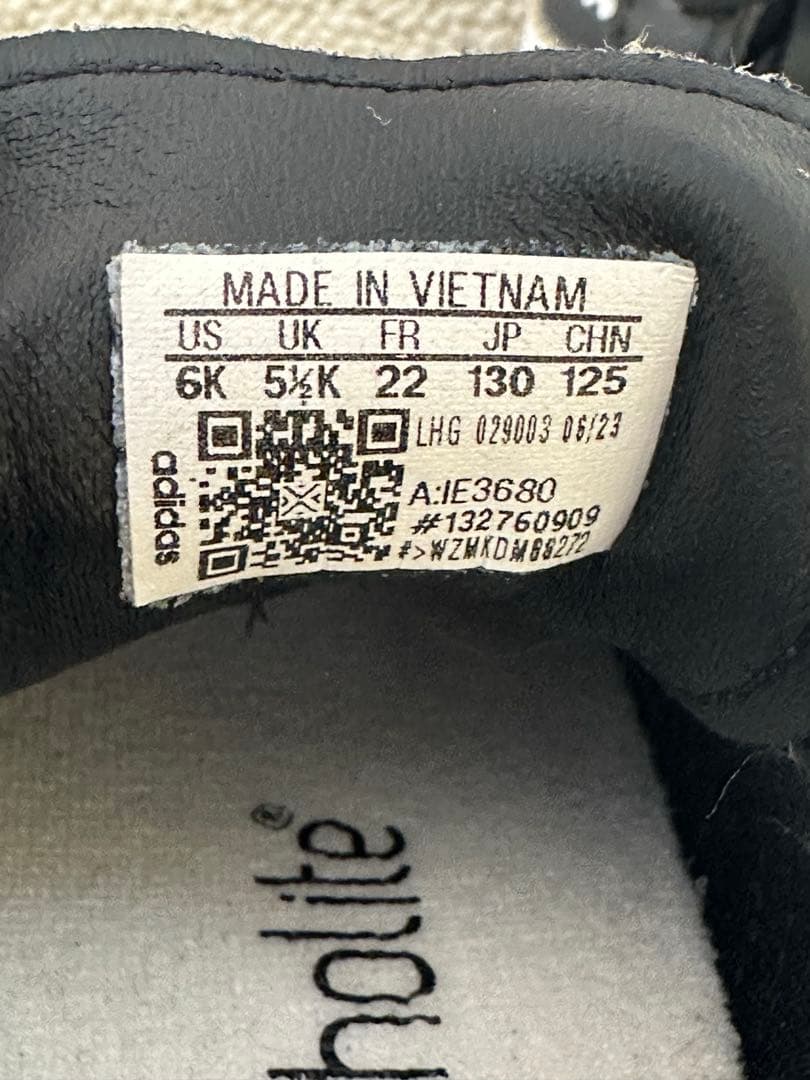 MADE IN VIETNAM
US UK FR JP CHN
6K 5½K 22 130 125
LHG 029003 06/23
A:IE3680
#132760909
#>WZMKDM88272
adidas
holite®